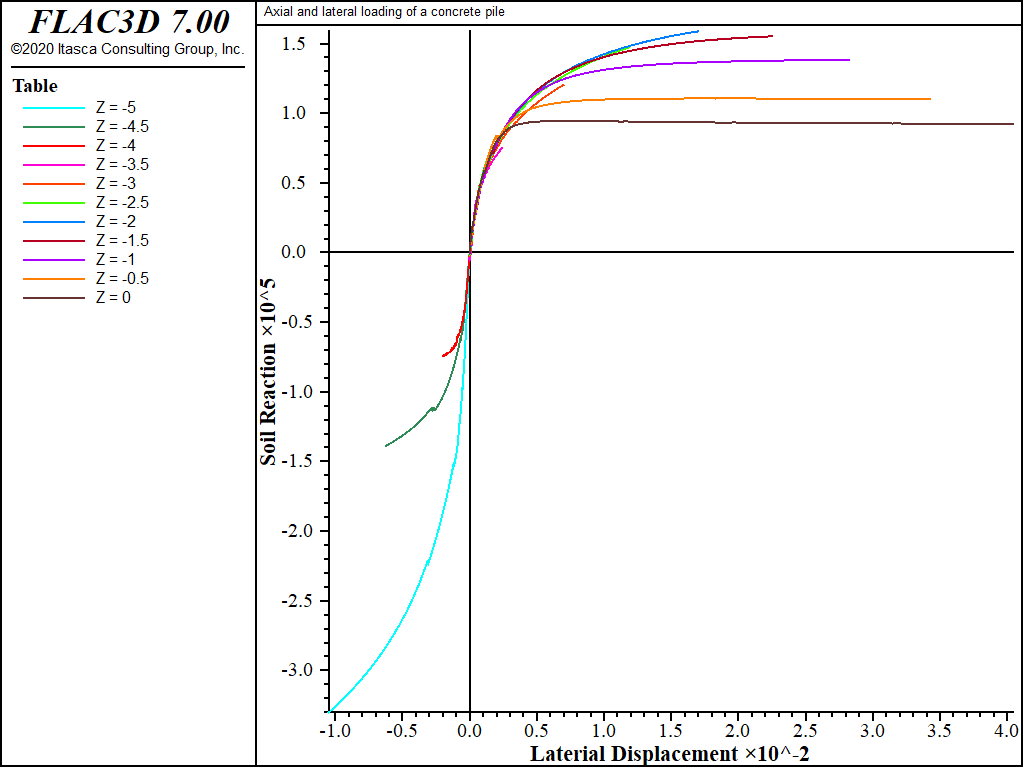 FLAC3D 7.00
©2020 Itasca Consulting Group, Inc.
Table
Z = -5
Z = -4.5
Z = -4
Z = -3.5
Z = -3
Z = -2.5
Z = -2
Z = -1.5
Z = -1
Z = -0.5
Z = 0
Axial and lateral loading of a concrete pile
1.5
1.0
0.5
0.0
-0.5
-1.0
-1.5
-2.0
-2.5
-3.0
Soil Reaction ×10^5
-1.0 -0.5 0.0 0.5 1.0 1.5 2.0 2.5 3.0 3.5 4.0
Laterial Displacement ×10^-2